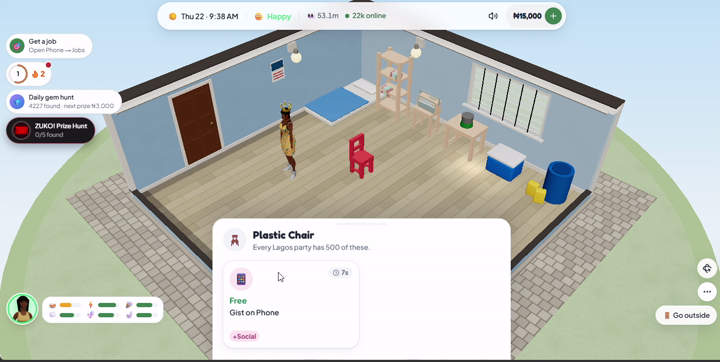 Thu 22 · 9:38 AM
Happy
53.1m
22k online
₦15,000
Get a job
Open Phone → Jobs
1
2
Daily gem hunt
4227 found · next prize ₦3,000
ZUKO! Prize Hunt
0/5 found
Plastic Chair
Every Lagos party has 500 of these.
7s
Free
Gist on Phone
+Social
Go outside